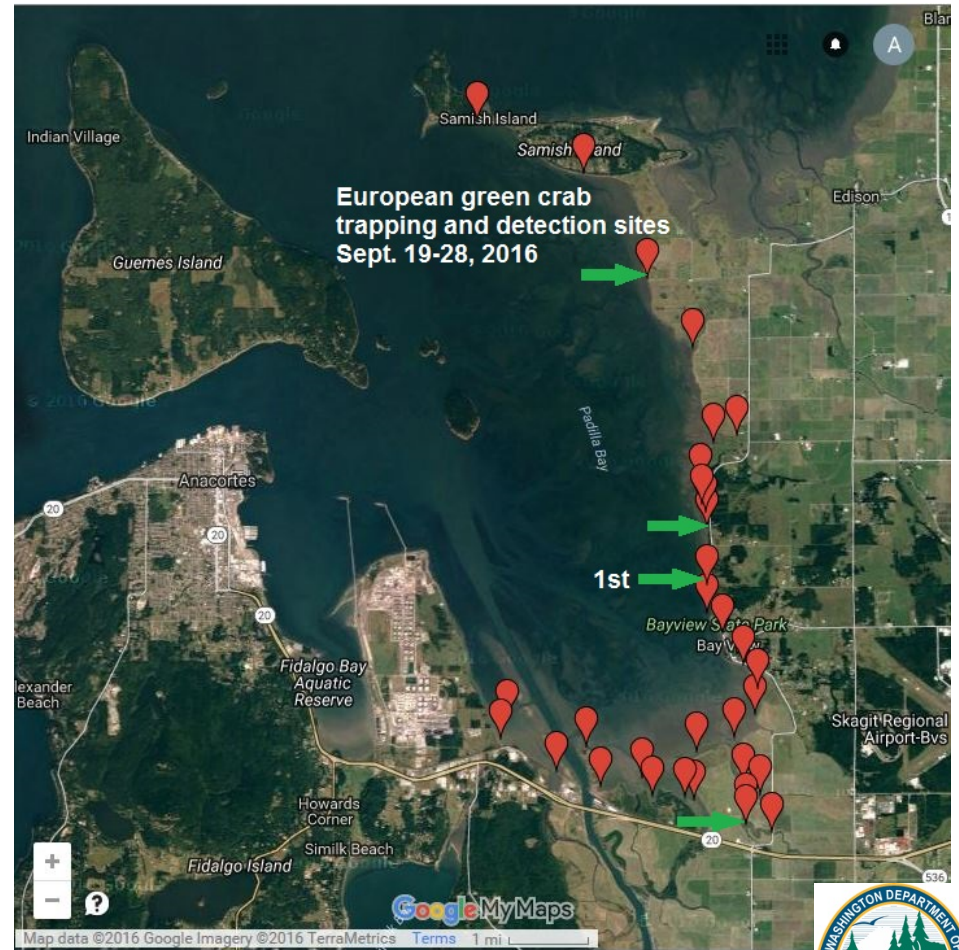 Blan
A
Samish Island
Indian Village
Samish Island
Edison
European green crab
trapping and detection sites
Sept. 19-28, 2016
Guemes Island
Padilla Bay
Anacortes
20
20
1st
20
Bayview State Park
Bay View
Fidalgo Bay
Aquatic
Reserve
lexander
Beach
Skagit Regional
Airport-Bvs
Howards
Corner
20
Similk Beach
Fidalgo Island
536
+
−
?
Google My Maps
Map data ©2016 Google Imagery ©2016 TerraMetrics Terms 1 mi
WASHINGTON DEPAR